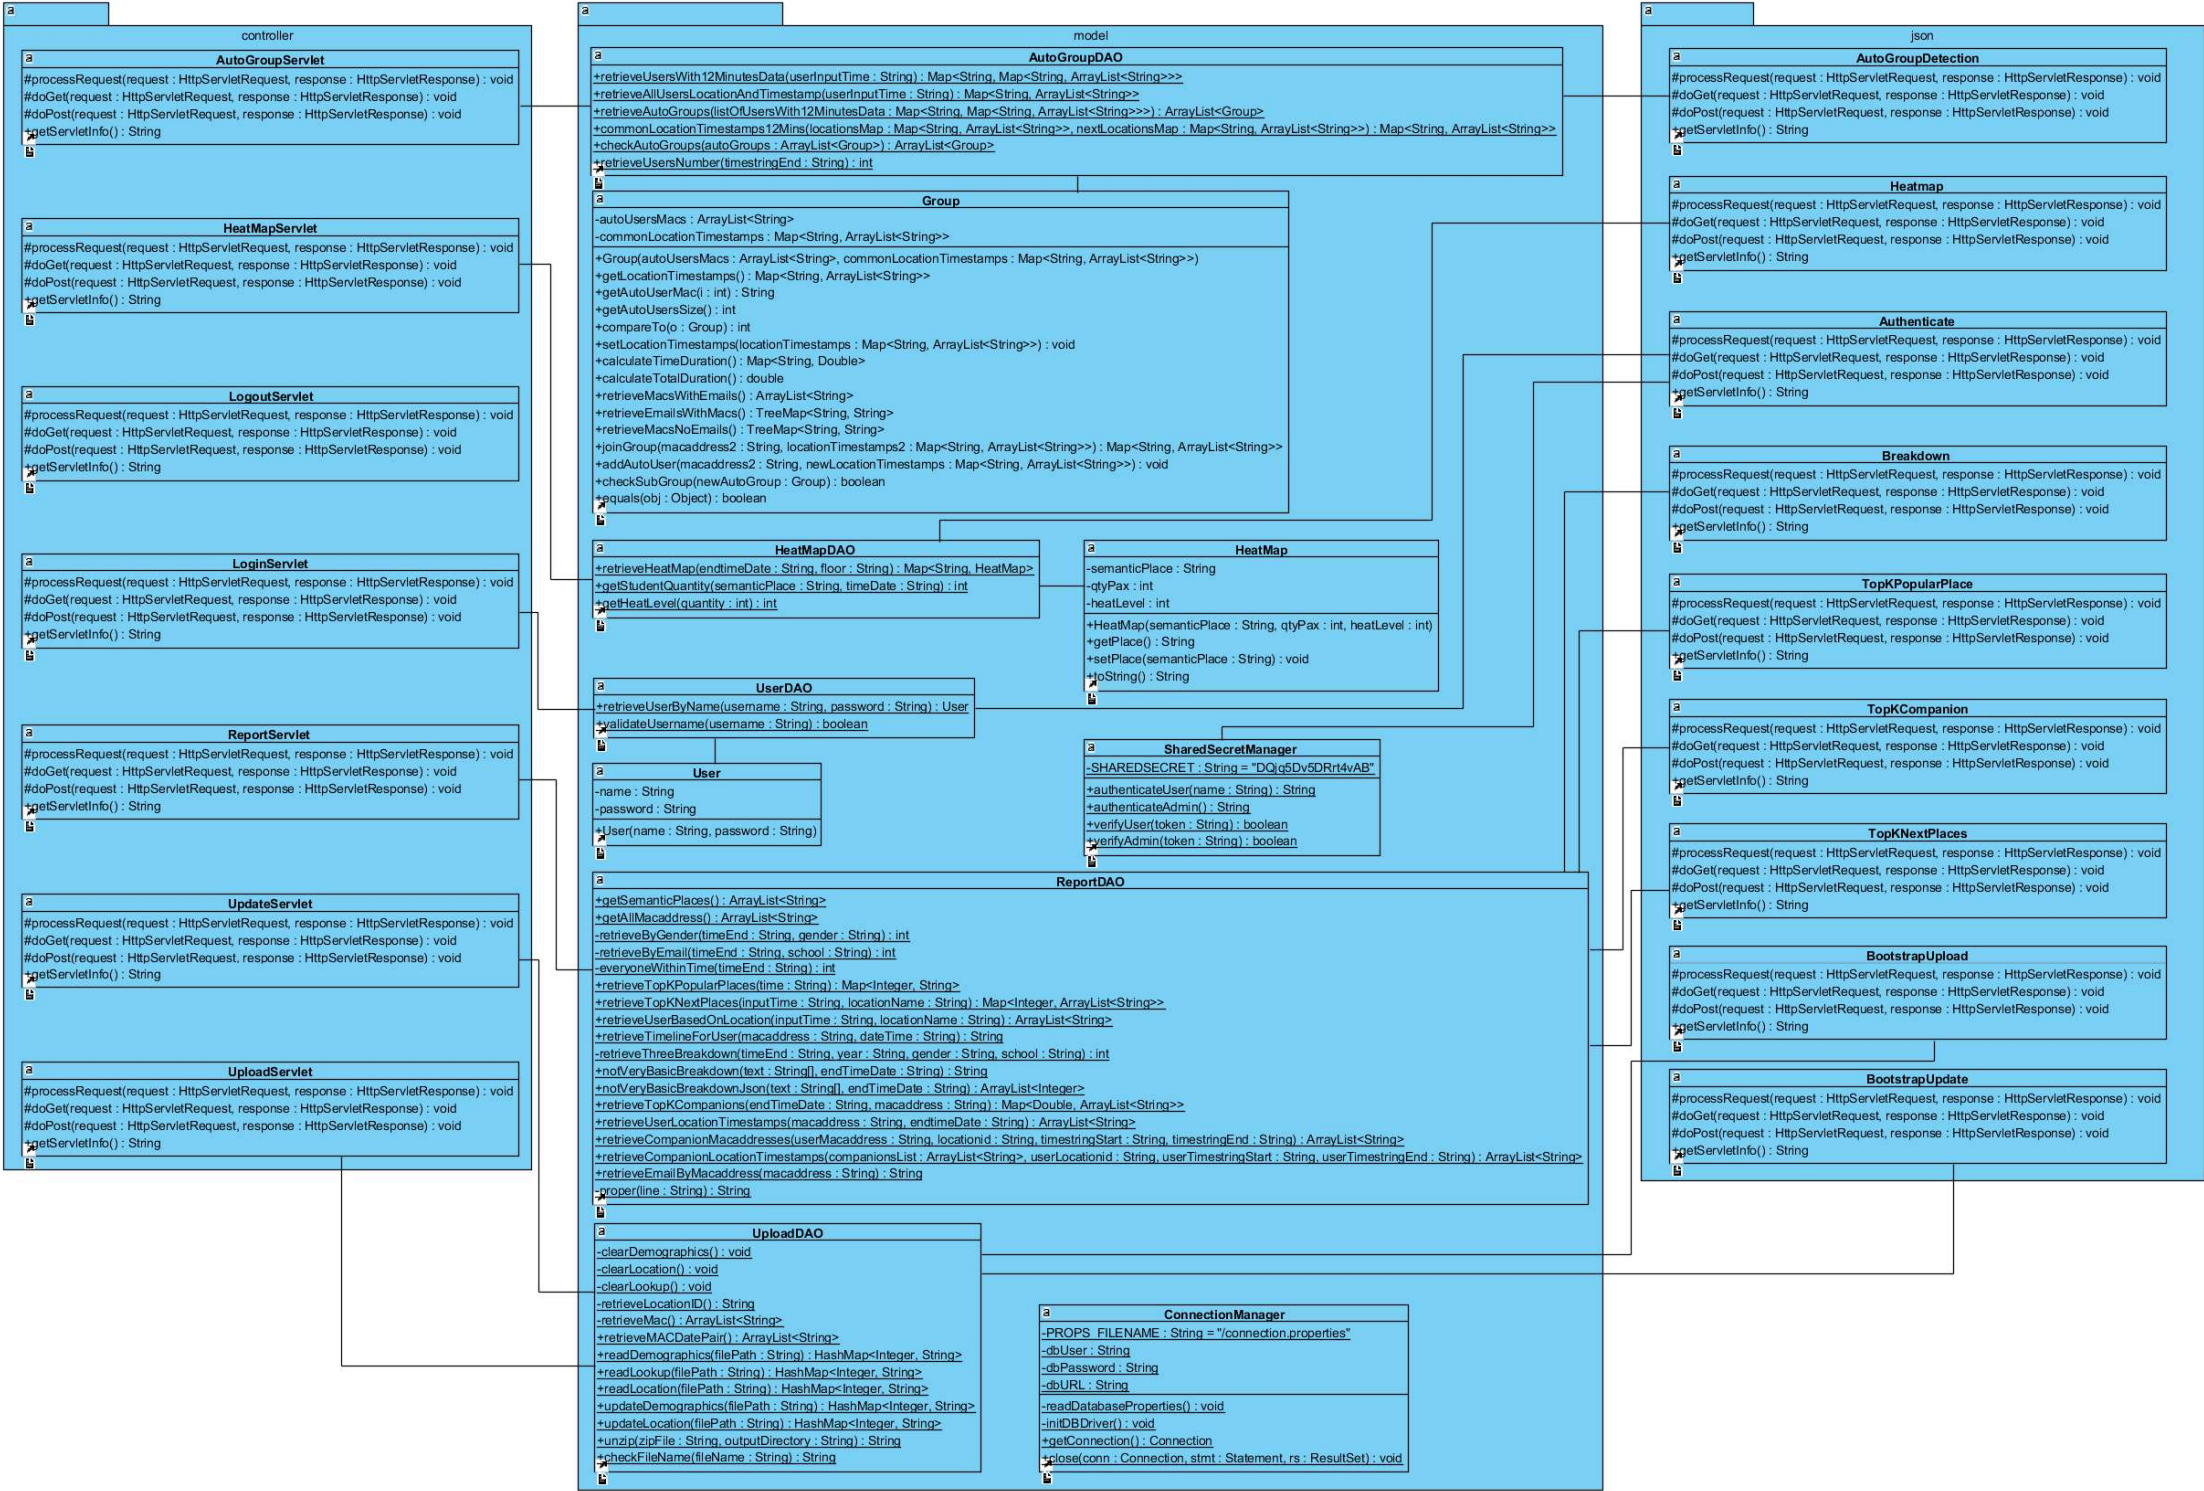 controller
AutoGroupServlet
#processRequest(request : HttpServletRequest, response : HttpServletResponse) : void
#doGet(request : HttpServletRequest, response : HttpServletResponse) : void
#doPost(request : HttpServletRequest, response : HttpServletResponse) : void
+getServletInfo() : String
HeatMapServlet
#processRequest(request : HttpServletRequest, response : HttpServletResponse) : void
#doGet(request : HttpServletRequest, response : HttpServletResponse) : void
#doPost(request : HttpServletRequest, response : HttpServletResponse) : void
+getServletInfo() : String
LogoutServlet
#processRequest(request : HttpServletRequest, response : HttpServletResponse) : void
#doGet(request : HttpServletRequest, response : HttpServletResponse) : void
#doPost(request : HttpServletRequest, response : HttpServletResponse) : void
+getServletInfo() : String
LoginServlet
#processRequest(request : HttpServletRequest, response : HttpServletResponse) : void
#doGet(request : HttpServletRequest, response : HttpServletResponse) : void
#doPost(request : HttpServletRequest, response : HttpServletResponse) : void
+getServletInfo() : String
ReportServlet
#processRequest(request : HttpServletRequest, response : HttpServletResponse) : void
#doGet(request : HttpServletRequest, response : HttpServletResponse) : void
#doPost(request : HttpServletRequest, response : HttpServletResponse) : void
+getServletInfo() : String
UpdateServlet
#processRequest(request : HttpServletRequest, response : HttpServletResponse) : void
#doGet(request : HttpServletRequest, response : HttpServletResponse) : void
#doPost(request : HttpServletRequest, response : HttpServletResponse) : void
+getServletInfo() : String
UploadServlet
#processRequest(request : HttpServletRequest, response : HttpServletResponse) : void
#doGet(request : HttpServletRequest, response : HttpServletResponse) : void
#doPost(request : HttpServletRequest, response : HttpServletResponse) : void
+getServletInfo() : String
model
AutoGroupDAO
+retrieveUsersWith12MinutesData(userInputTime : String) : Map<String, Map<String, ArrayList<String>>>
+retrieveAllUsersLocationAndTimestamp(userInputTime : String) : Map<String, ArrayList<String>>
+retrieveAutoGroups(listOfUsersWith12MinutesData : Map<String, Map<String, ArrayList<String>>>) : ArrayList<Group>
+commonLocationTimestamps12Mins(locationsMap : Map<String, ArrayList<String>>, nextLocationsMap : Map<String, ArrayList<String>>) : Map<String, ArrayList<String>>
+checkAutoGroups(autoGroups : ArrayList<Group>) : ArrayList<Group>
+retrieveUsersNumber(timestringEnd : String) : int
Group
-autoUsersMacs : ArrayList<String>
-commonLocationTimestamps : Map<String, ArrayList<String>>
+Group(autoUsersMacs : ArrayList<String>, commonLocationTimestamps : Map<String, ArrayList<String>>)
+getLocationTimestamps() : Map<String, ArrayList<String>>
+getAutoUserMac(i : int) : String
+getAutoUsersSize() : int
+compareTo(o : Group) : int
+setLocationTimestamps(locationTimestamps : Map<String, ArrayList<String>>) : void
+calculateTimeDuration() : Map<String, Double>
+calculateTotalDuration() : double
+retrieveMacsWithEmails() : ArrayList<String>
+retrieveEmailsWithMacs() : TreeMap<String, String>
+retrieveMacsNoEmails() : TreeMap<String, String>
+joinGroup(macaddress2 : String, locationTimestamps2 : Map<String, ArrayList<String>>) : Map<String, ArrayList<String>>
+addAutoUser(macaddress2 : String, newLocationTimestamps : Map<String, ArrayList<String>>) : void
+checkSubGroup(newAutoGroup : Group) : boolean
+equals(obj : Object) : boolean
HeatMapDAO
+retrieveHeatMap(endtimeDate : String, floor : String) : Map<String, HeatMap>
+getStudentQuantity(semanticPlace : String, timeDate : String) : int
+getHeatLevel(quantity : int) : int
HeatMap
-semanticPlace : String
-qtyPax : int
-heatLevel : int
+HeatMap(semanticPlace : String, qtyPax : int, heatLevel : int)
+getPlace() : String
+setPlace(semanticPlace : String) : void
+toString() : String
UserDAO
+retrieveUserByName(username : String, password : String) : User
+validateUsername(username : String) : boolean
User
-name : String
-password : String
+User(name : String, password : String)
SharedSecretManager
-SHAREDSECRET : String = "DQjq5Dv5DRrt4vAB"
+authenticateUser(name : String) : String
+authenticateAdmin() : String
+verifyUser(token : String) : boolean
+verifyAdmin(token : String) : boolean
ReportDAO
+getSemanticPlaces() : ArrayList<String>
+getAllMacaddress() : ArrayList<String>
-retrieveByGender(timeEnd : String, gender : String) : int
-retrieveByEmail(timeEnd : String, school : String) : int
-everyoneWithinTime(timeEnd : String) : int
+retrieveTopKPopularPlaces(time : String) : Map<Integer, String>
+retrieveTopKNextPlaces(inputTime : String, locationName : String) : Map<Integer, ArrayList<String>>
+retrieveUserBasedOnLocation(inputTime : String, locationName : String) : ArrayList<String>
+retrieveTimelineForUser(macaddress : String, dateTime : String) : String
-retrieveThreeBreakdown(timeEnd : String, year : String, gender : String, school : String) : int
+notVeryBasicBreakdown(text : String[], endTimeDate : String) : String
+notVeryBasicBreakdownJson(text : String[], endTimeDate : String) : ArrayList<Integer>
+retrieveTopKCompanions(endTimeDate : String, macaddress : String) : Map<Double, ArrayList<String>>
+retrieveUserLocationTimestamps(macaddress : String, endtimeDate : String) : ArrayList<String>
+retrieveCompanionMacaddresses(userMacaddress : String, locationid : String, timestringStart : String, timestringEnd : String) : ArrayList<String>
+retrieveCompanionLocationTimestamps(companionsList : ArrayList<String>, userLocationid : String, userTimestringStart : String, userTimestringEnd : String) : ArrayList<String>
+retrieveEmailByMacaddress(macaddress : String) : String
-proper(line : String) : String
UploadDAO
-clearDemographics() : void
-clearLocation() : void
-clearLookup() : void
-retrieveLocationID() : String
-retrieveMac() : ArrayList<String>
+retrieveMACDatePair() : ArrayList<String>
+readDemographics(filePath : String) : HashMap<Integer, String>
+readLookup(filePath : String) : HashMap<Integer, String>
+readLocation(filePath : String) : HashMap<Integer, String>
+updateDemographics(filePath : String) : HashMap<Integer, String>
+updateLocation(filePath : String) : HashMap<Integer, String>
+unzip(zipFile : String, outputDirectory : String) : String
+checkFileName(fileName : String) : String
ConnectionManager
-PROPS_FILENAME : String = "/connection.properties"
-dbUser : String
-dbPassword : String
-dbURL : String
-readDatabaseProperties() : void
-initDBDriver() : void
+getConnection() : Connection
+close(conn : Connection, stmt : Statement, rs : ResultSet) : void
json
AutoGroupDetection
#processRequest(request : HttpServletRequest, response : HttpServletResponse) : void
#doGet(request : HttpServletRequest, response : HttpServletResponse) : void
#doPost(request : HttpServletRequest, response : HttpServletResponse) : void
+getServletInfo() : String
Heatmap
#processRequest(request : HttpServletRequest, response : HttpServletResponse) : void
#doGet(request : HttpServletRequest, response : HttpServletResponse) : void
#doPost(request : HttpServletRequest, response : HttpServletResponse) : void
+getServletInfo() : String
Authenticate
#processRequest(request : HttpServletRequest, response : HttpServletResponse) : void
#doGet(request : HttpServletRequest, response : HttpServletResponse) : void
#doPost(request : HttpServletRequest, response : HttpServletResponse) : void
+getServletInfo() : String
Breakdown
#processRequest(request : HttpServletRequest, response : HttpServletResponse) : void
#doGet(request : HttpServletRequest, response : HttpServletResponse) : void
#doPost(request : HttpServletRequest, response : HttpServletResponse) : void
+getServletInfo() : String
TopKPopularPlace
#processRequest(request : HttpServletRequest, response : HttpServletResponse) : void
#doGet(request : HttpServletRequest, response : HttpServletResponse) : void
#doPost(request : HttpServletRequest, response : HttpServletResponse) : void
+getServletInfo() : String
TopKCompanion
#processRequest(request : HttpServletRequest, response : HttpServletResponse) : void
#doGet(request : HttpServletRequest, response : HttpServletResponse) : void
#doPost(request : HttpServletRequest, response : HttpServletResponse) : void
+getServletInfo() : String
TopKNextPlaces
#processRequest(request : HttpServletRequest, response : HttpServletResponse) : void
#doGet(request : HttpServletRequest, response : HttpServletResponse) : void
#doPost(request : HttpServletRequest, response : HttpServletResponse) : void
+getServletInfo() : String
BootstrapUpload
#processRequest(request : HttpServletRequest, response : HttpServletResponse) : void
#doGet(request : HttpServletRequest, response : HttpServletResponse) : void
#doPost(request : HttpServletRequest, response : HttpServletResponse) : void
+getServletInfo() : String
BootstrapUpdate
#processRequest(request : HttpServletRequest, response : HttpServletResponse) : void
#doGet(request : HttpServletRequest, response : HttpServletResponse) : void
#doPost(request : HttpServletRequest, response : HttpServletResponse) : void
+getServletInfo() : String